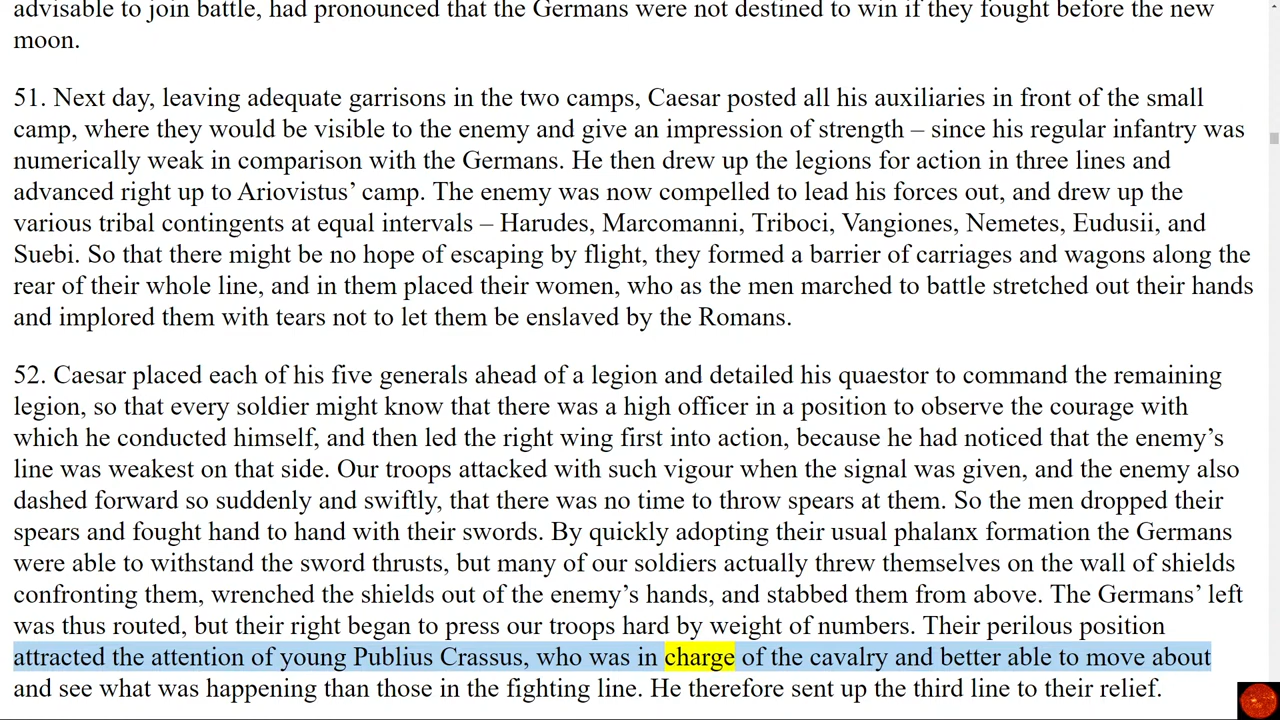 advisable to join battle, had pronounced that the Germans were not destined to win if they fought before the new
moon.
51. Next day, leaving adequate garrisons in the two camps, Caesar posted all his auxiliaries in front of the small
camp, where they would be visible to the enemy and give an impression of strength – since his regular infantry was
numerically weak in comparison with the Germans. He then drew up the legions for action in three lines and
advanced right up to Ariovistus’ camp. The enemy was now compelled to lead his forces out, and drew up the
various tribal contingents at equal intervals – Harudes, Marcomanni, Triboci, Vangiones, Nemetes, Eudusii, and
Suebi. So that there might be no hope of escaping by flight, they formed a barrier of carriages and wagons along the
rear of their whole line, and in them placed their women, who as the men marched to battle stretched out their hands
and implored them with tears not to let them be enslaved by the Romans.
52. Caesar placed each of his five generals ahead of a legion and detailed his quaestor to command the remaining
legion, so that every soldier might know that there was a high officer in a position to observe the courage with
which he conducted himself, and then led the right wing first into action, because he had noticed that the enemy’s
line was weakest on that side. Our troops attacked with such vigour when the signal was given, and the enemy also
dashed forward so suddenly and swiftly, that there was no time to throw spears at them. So the men dropped their
spears and fought hand to hand with their swords. By quickly adopting their usual phalanx formation the Germans
were able to withstand the sword thrusts, but many of our soldiers actually threw themselves on the wall of shields
confronting them, wrenched the shields out of the enemy’s hands, and stabbed them from above. The Germans’ left
was thus routed, but their right began to press our troops hard by weight of numbers. Their perilous position
attracted the attention of young Publius Crassus, who was in charge of the cavalry and better able to move about
and see what was happening than those in the fighting line. He therefore sent up the third line to their relief.